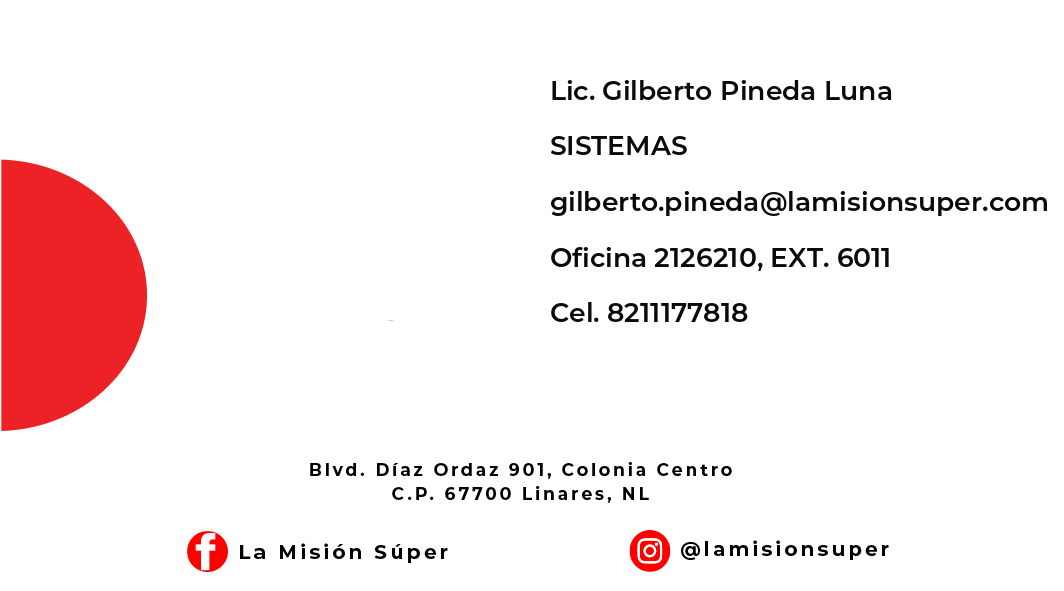 Lic. Gilberto Pineda Luna
SISTEMAS
gilberto.pineda@lamisionsuper.com
Oficina 2126210, EXT. 6011
Cel. 8211177818
Blvd. Díaz Ordaz 901, Colonia Centro
C.P. 67700 Linares, NL
La Misión Súper
@lamisionsuper